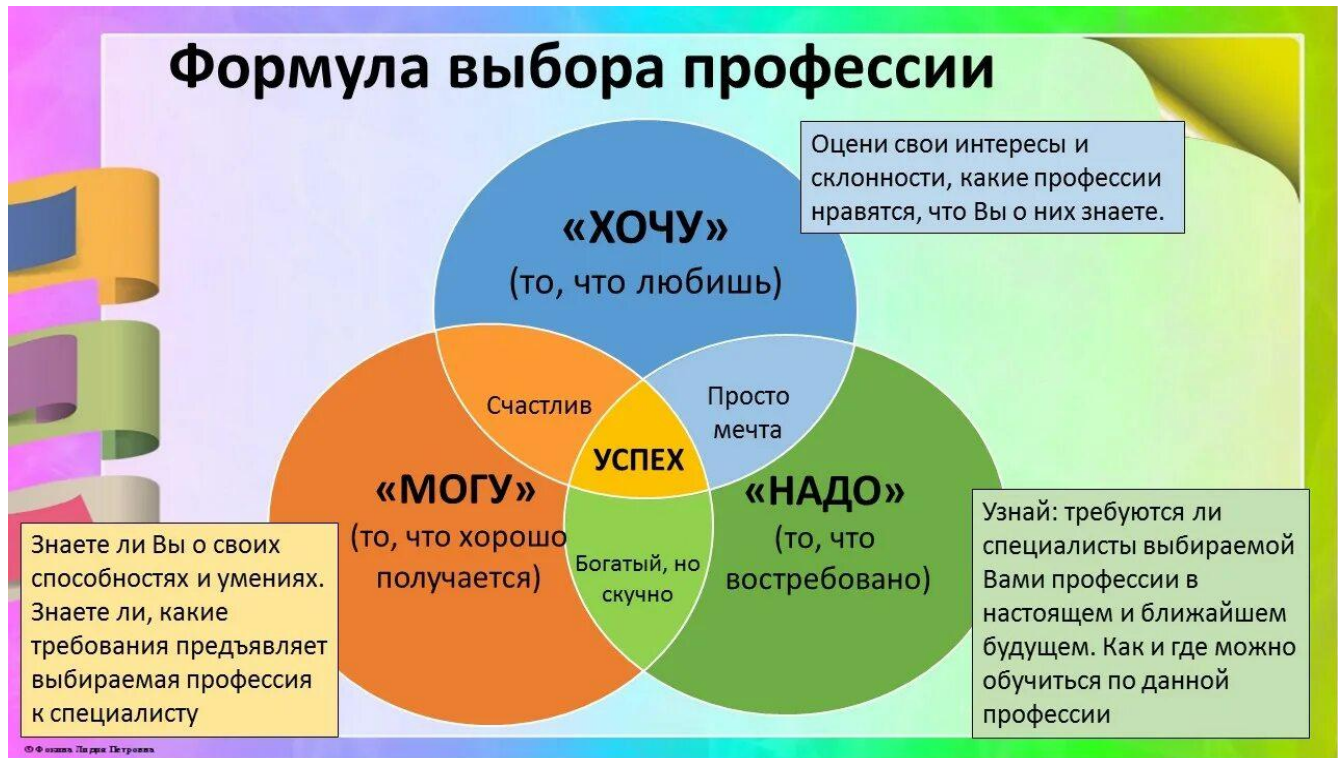 Формула выбора профессии
Оцени свои интересы и
склонности, какие профессии
нравятся, что Вы о них знаете.
«ХОЧУ»
(то, что любишь)
Счастлив
Просто
мечта
УСПЕХ
«МОГУ»
(то, что хорошо
получается)
«НАДО»
(то, что
востребовано)
Богатый, но
скучно
Знаете ли Вы о своих
способностях и умениях.
Знаете ли, какие
требования предъявляет
выбираемая профессия
к специалисту
Узнай: требуются ли
специалисты выбираемой
Вами профессии в
настоящем и ближайшем
будущем. Как и где можно
обучиться по данной
профессии
© Фокина Лидия Петровна